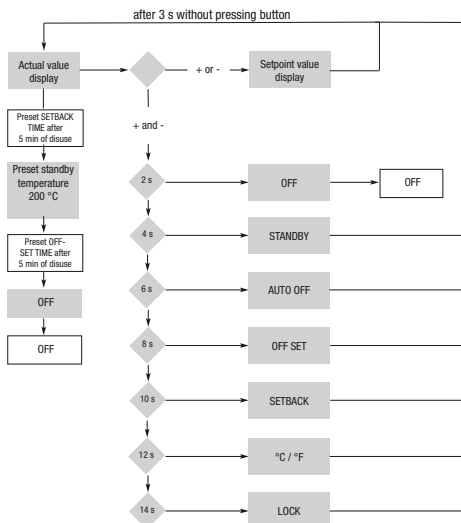 after 3 s without pressing button
Actual value
display
+ or -
Setpoint value
display
Preset SETBACK
TIME after
5 min of disuse
+ and -
Preset standby
temperature
200 °C
2 s
OFF
OFF
4 s
STANDBY
Preset OFF-
SET TIME after
5 min of disuse
6 s
AUTO OFF
OFF
8 s
OFF SET
OFF
10 s
SETBACK
12 s
°C / °F
14 s
LOCK